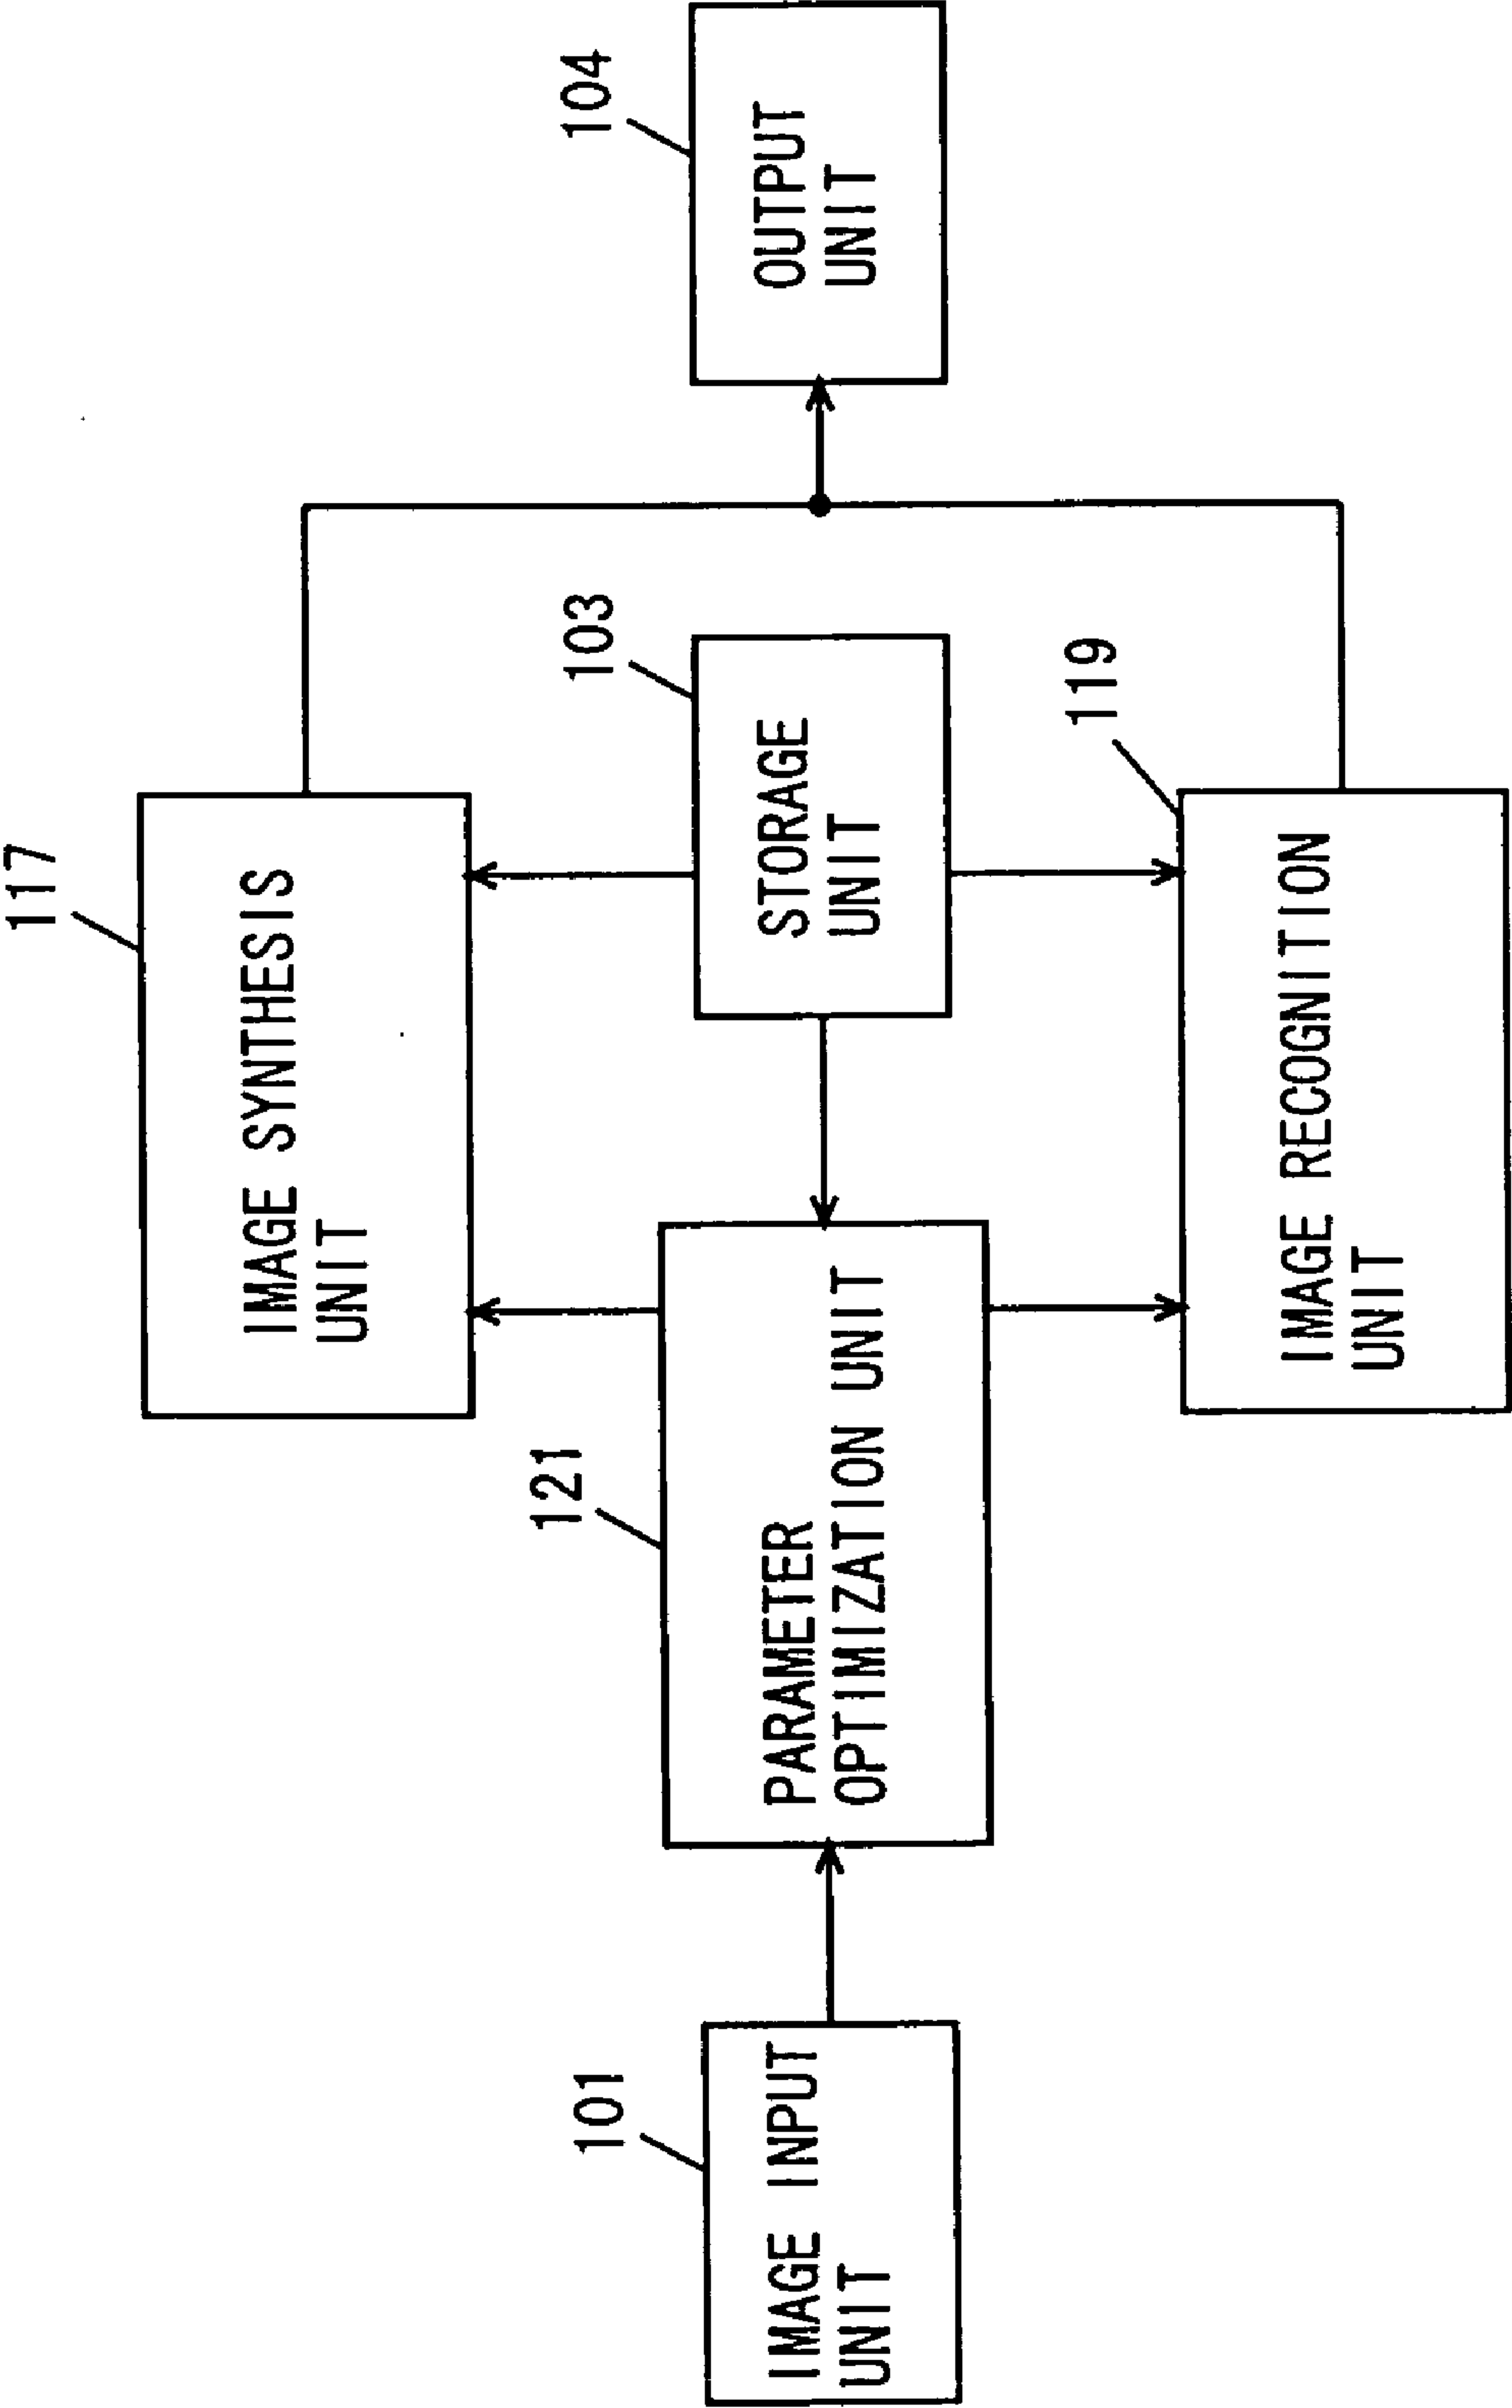 117
IMAGE SYNTHESIS
UNIT
101
IMAGE INPUT
UNIT
121
PARAMETER
OPTIMIZATION UNIT
103
STORAGE
UNIT
104
OUTPUT
UNIT
119
IMAGE RECOGNITION
UNIT